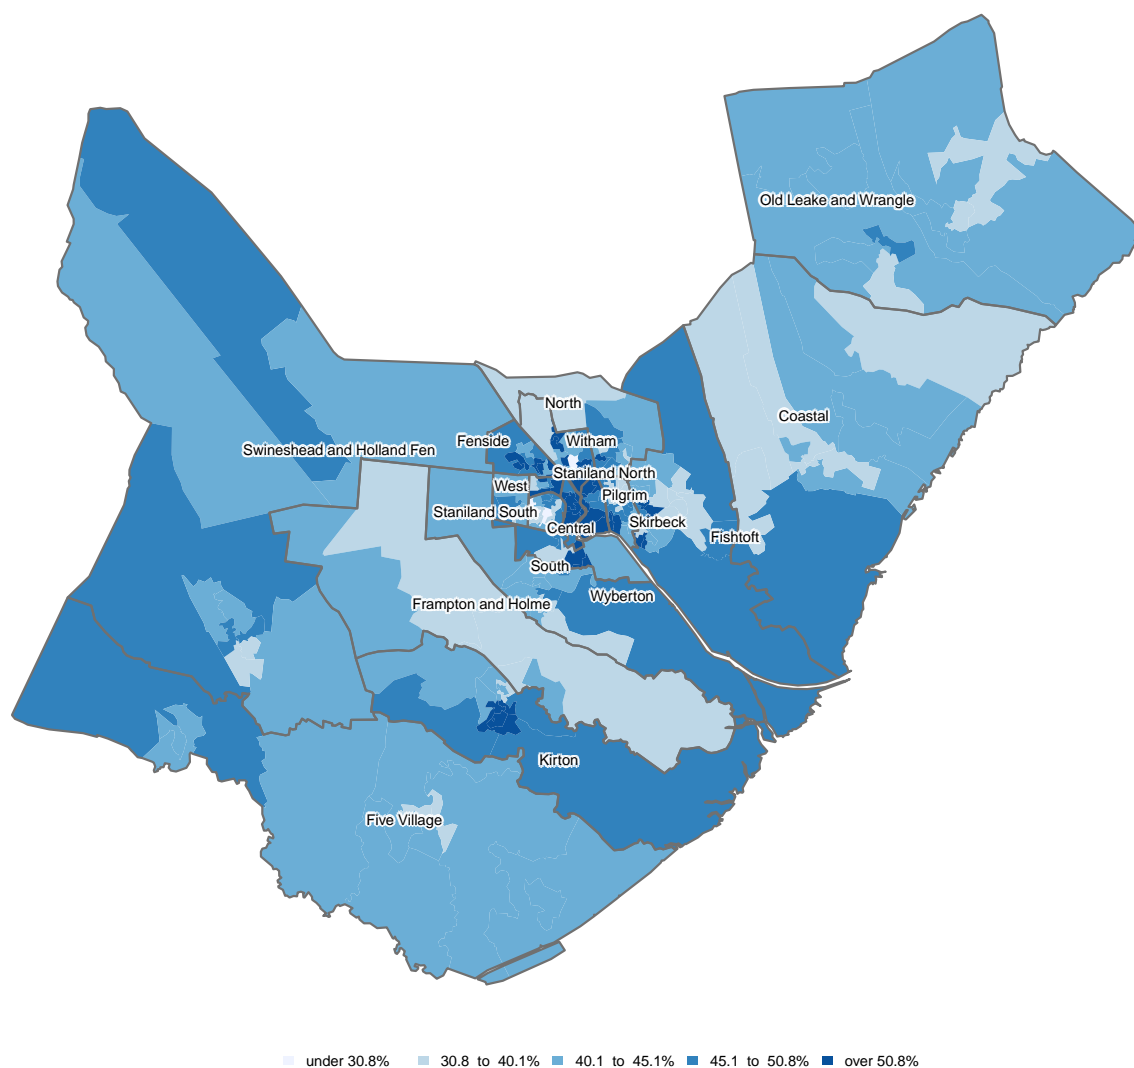 Old Leake and Wrangle
North
Coastal
Fenside
Witham
Swineshead and Holland Fen
Staniland North
West
Pilgrim
Staniland South
Skirbeck
Central
Fishtoft
South
Wyberton
Frampton and Holme
Kirton
Five Village
under 30.8%
30.8 to 40.1%
40.1 to 45.1%
45.1 to 50.8%
over 50.8%